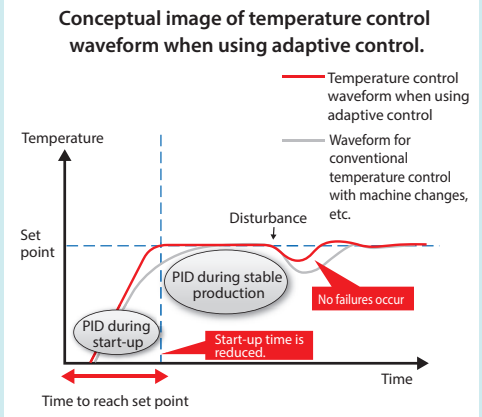 Conceptual image of temperature control
waveform when using adaptive control.
Temperature control
waveform when using
adaptive control
Waveform for
conventional
temperature control
with machine changes,
etc.
Temperature
Disturbance
Set
point
PID during stable
production
No failures occur
PID during
start-up
Start-up time is
reduced.
Time
Time to reach set point